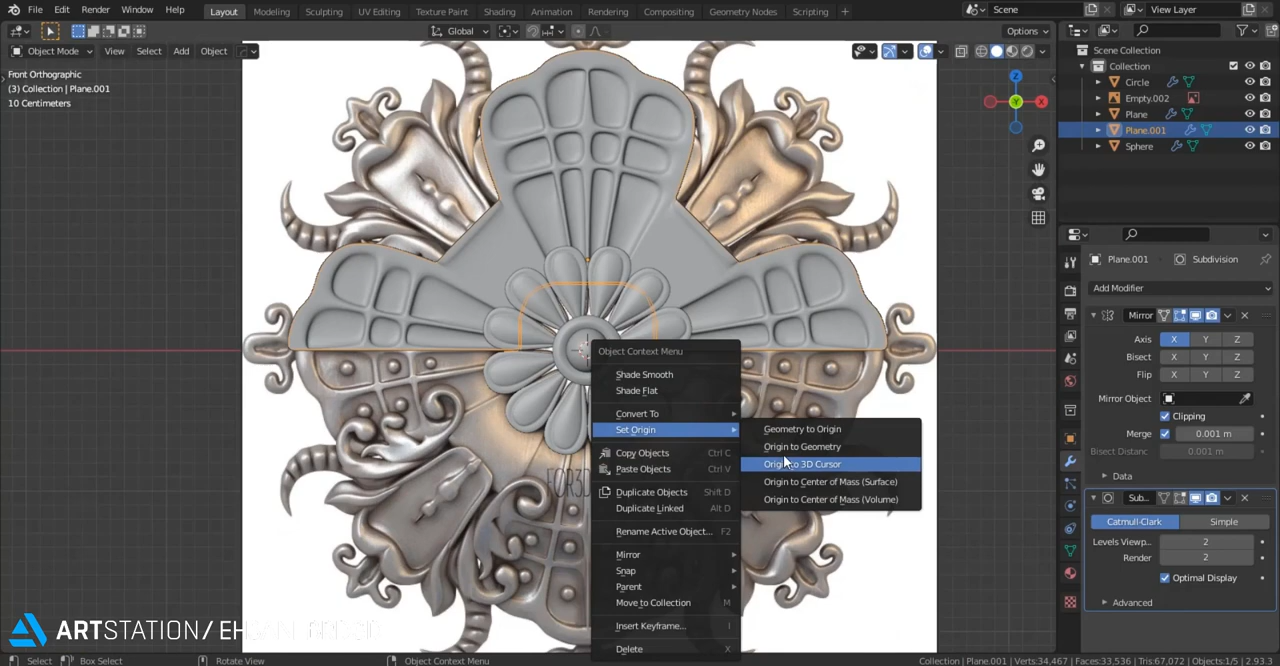 File Edit Render Window Help Layout Modeling Sculpting UV Editing Texture Paint Shading Animation Rendering Compositing Geometry Nodes Scripting + Scene View Layer
Global Options
Object Mode View Select Add Object
Front Orthographic
(3) Collection | Plane.001
10 Centimeters
Z
Y
X
Scene Collection
Collection
Circle
Empty.002
Plane
Plane.001
Sphere
Plane.001 Subdivision
Add Modifier
Mirror
Axis X Y Z
Bisect X Y Z
Flip X Y Z
Mirror Object
Clipping
Merge 0.001 m
Bisect Distanc 0.001 m
Data
Sub...
Catmull-Clark Simple
Levels Viewp... 2
Render 2
Optimal Display
Advanced
Object Context Menu
Shade Smooth
Shade Flat
Convert To
Set Origin
Copy Objects Ctrl C
Paste Objects Ctrl V
Duplicate Objects Shift D
Duplicate Linked Alt D
Rename Active Object... F2
Mirror
Snap
Parent
Move to Collection M
Insert Keyframe... I
Delete X
Geometry to Origin
Origin to Geometry
Origin to 3D Cursor
Origin to Center of Mass (Surface)
Origin to Center of Mass (Volume)
FOR3D
ARTSTATION/
Select Box Select Rotate View Object Context Menu Collection | Plane.001 | Verts:34,467 | Faces:33,536 | Tris:67,072 | 2.93.3